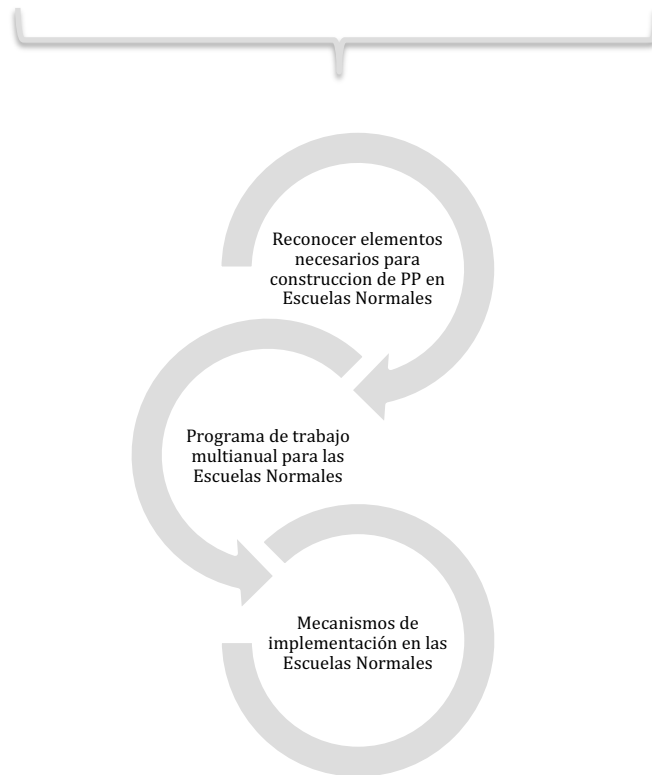 Reconocer elementos
necesarios para
construccion de PP en
Escuelas Normales
Programa de trabajo
multianual para las
Escuelas Normales
Mecanismos de
implementación en las
Escuelas Normales